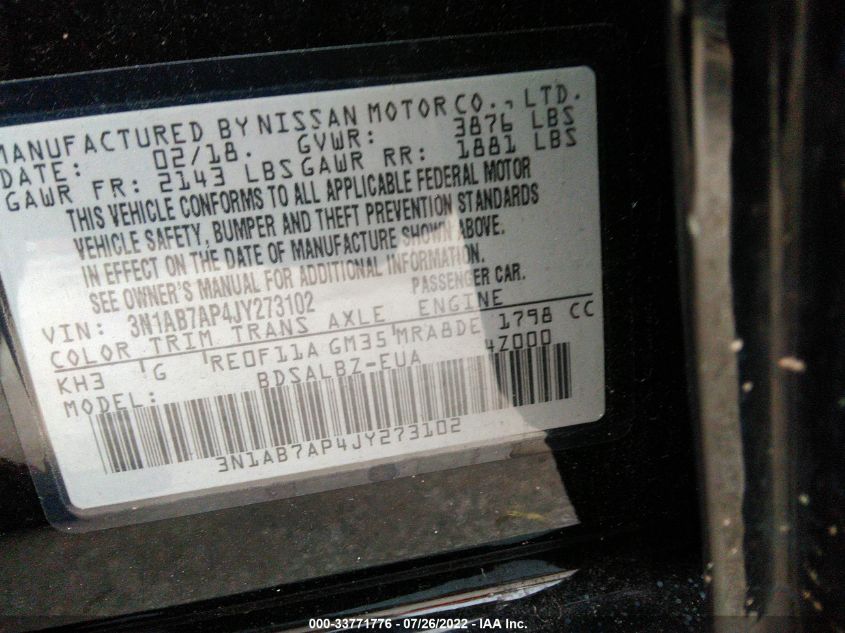 MANUFACTURED BY NISSAN MOTOR CO., LTD.
DATE: 02/18. GVWR: 3876 LBS
GAWR FR: 2143 LBS GAWR RR: 1881 LBS
THIS VEHICLE CONFORMS TO ALL APPLICABLE FEDERAL MOTOR
VEHICLE SAFETY, BUMPER AND THEFT PREVENTION STANDARDS
IN EFFECT ON THE DATE OF MANUFACTURE SHOWN ABOVE.
SEE OWNER'S MANUAL FOR ADDITIONAL INFORMATION.
VIN: 3N1AB7AP4JY273102 PASSENGER CAR.
COLOR TRIM TRANS AXLE ENGINE
KH3 G RE0F11A GM35 MRA8DE 1798 CC
MODEL: BDSALBZ-EUA 4Z000
3N1AB7AP4JY273102
000-33771776 - 07/26/2022 - IAA Inc.